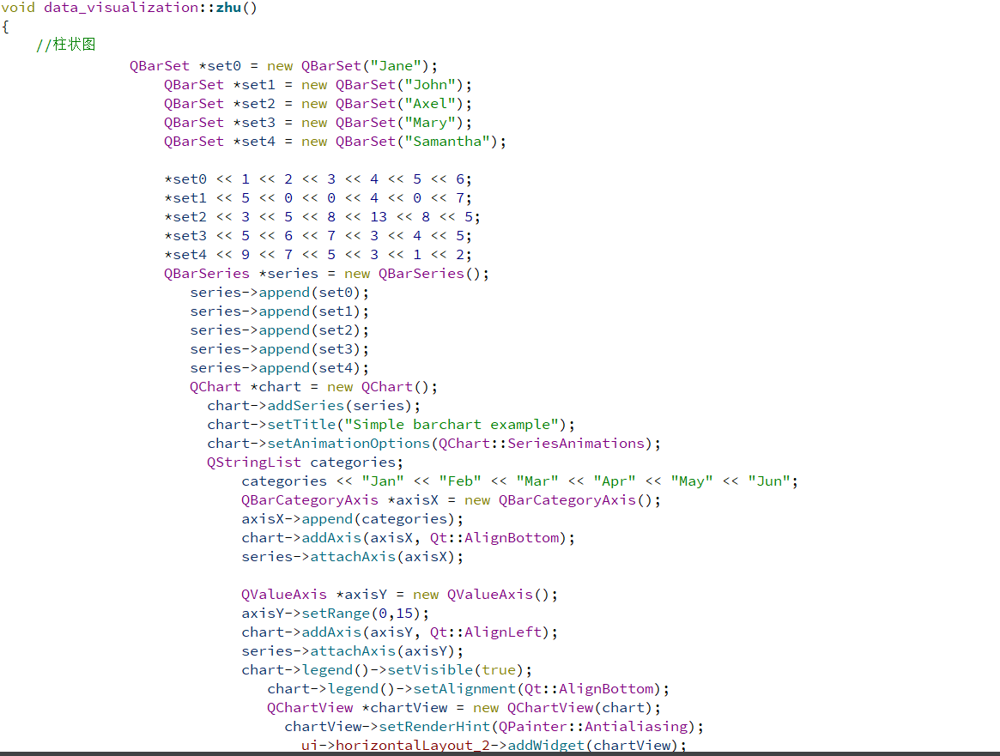 void data_visualization::zhu()
{
//柱状图
QBarSet *set0 = new QBarSet("Jane");
QBarSet *set1 = new QBarSet("John");
QBarSet *set2 = new QBarSet("Axel");
QBarSet *set3 = new QBarSet("Mary");
QBarSet *set4 = new QBarSet("Samantha");
*set0 << 1 << 2 << 3 << 4 << 5 << 6;
*set1 << 5 << 0 << 0 << 4 << 0 << 7;
*set2 << 3 << 5 << 8 << 13 << 8 << 5;
*set3 << 5 << 6 << 7 << 3 << 4 << 5;
*set4 << 9 << 7 << 5 << 3 << 1 << 2;
QBarSeries *series = new QBarSeries();
series->append(set0);
series->append(set1);
series->append(set2);
series->append(set3);
series->append(set4);
QChart *chart = new QChart();
chart->addSeries(series);
chart->setTitle("Simple barchart example");
chart->setAnimationOptions(QChart::SeriesAnimations);
QStringList categories;
categories << "Jan" << "Feb" << "Mar" << "Apr" << "May" << "Jun";
QBarCategoryAxis *axisX = new QBarCategoryAxis();
axisX->append(categories);
chart->addAxis(axisX, Qt::AlignBottom);
series->attachAxis(axisX);
QValueAxis *axisY = new QValueAxis();
axisY->setRange(0,15);
chart->addAxis(axisY, Qt::AlignLeft);
series->attachAxis(axisY);
chart->legend()->setVisible(true);
chart->legend()->setAlignment(Qt::AlignBottom);
QChartView *chartView = new QChartView(chart);
chartView->setRenderHint(QPainter::Antialiasing);
ui->horizontalLayout_2->addWidget(chartView);